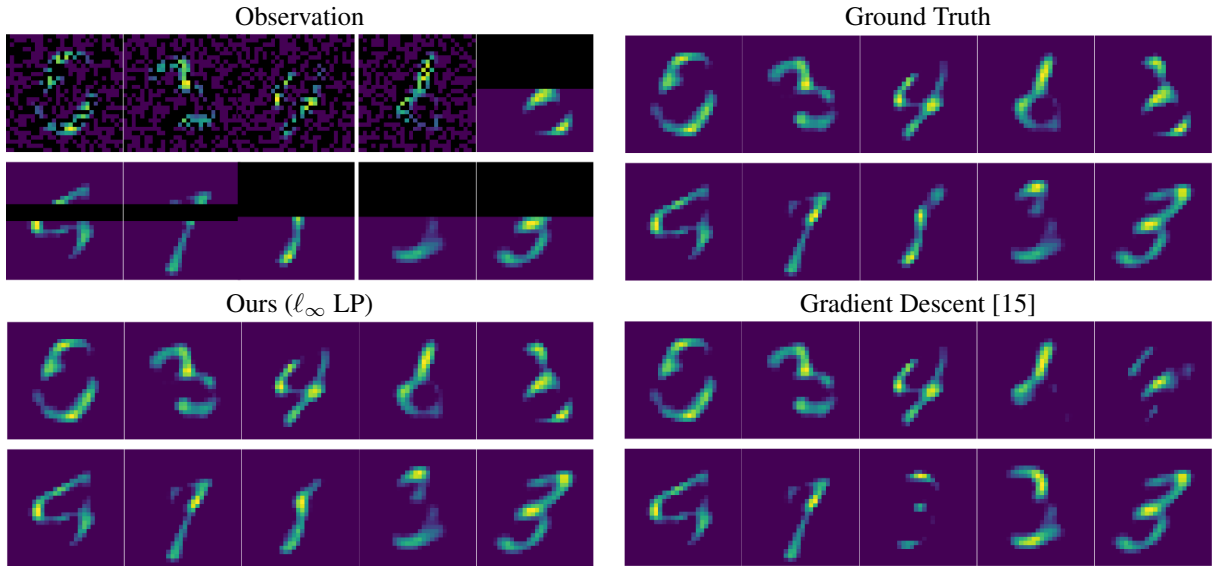 Observation
Ground Truth
Ours (ℓ∞ LP)
Gradient Descent [15]